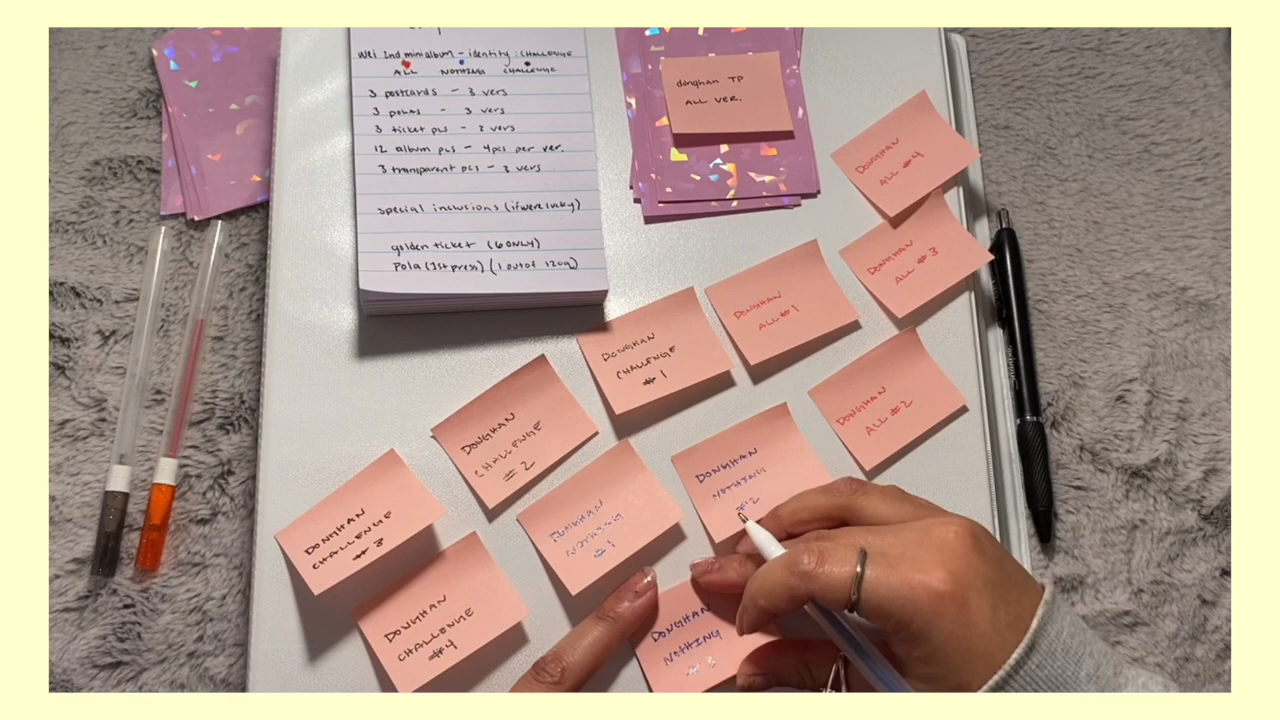 WEI 2nd mini album - identity : CHALLENGE
ALL NOTHING CHALLENGE
3 postcards - 3 vers
3 polas - 3 vers
3 ticket pcs - 3 vers
12 album pcs - 4pcs per ver.
3 transparent pcs - 3 vers
special inclusions (if we're lucky)
golden ticket (6 ONLY)
Pola (1st press) (1 out of 120q)
donghan TP
ALL VER.
DONGHAN
ALL #4
DONGHAN
ALL #3
DONGHAN
ALL #1
DONGHAN
CHALLENGE
#1
DONGHAN
ALL #2
DONGHAN
CHALLENGE
#2
DONGHAN
NOTHING
#2
DONGHAN
CHALLENGE
#3
DONGHAN
NOTHING
#1
DONGHAN
CHALLENGE
#4
DONGHAN
NOTHING
#3
Sharpie